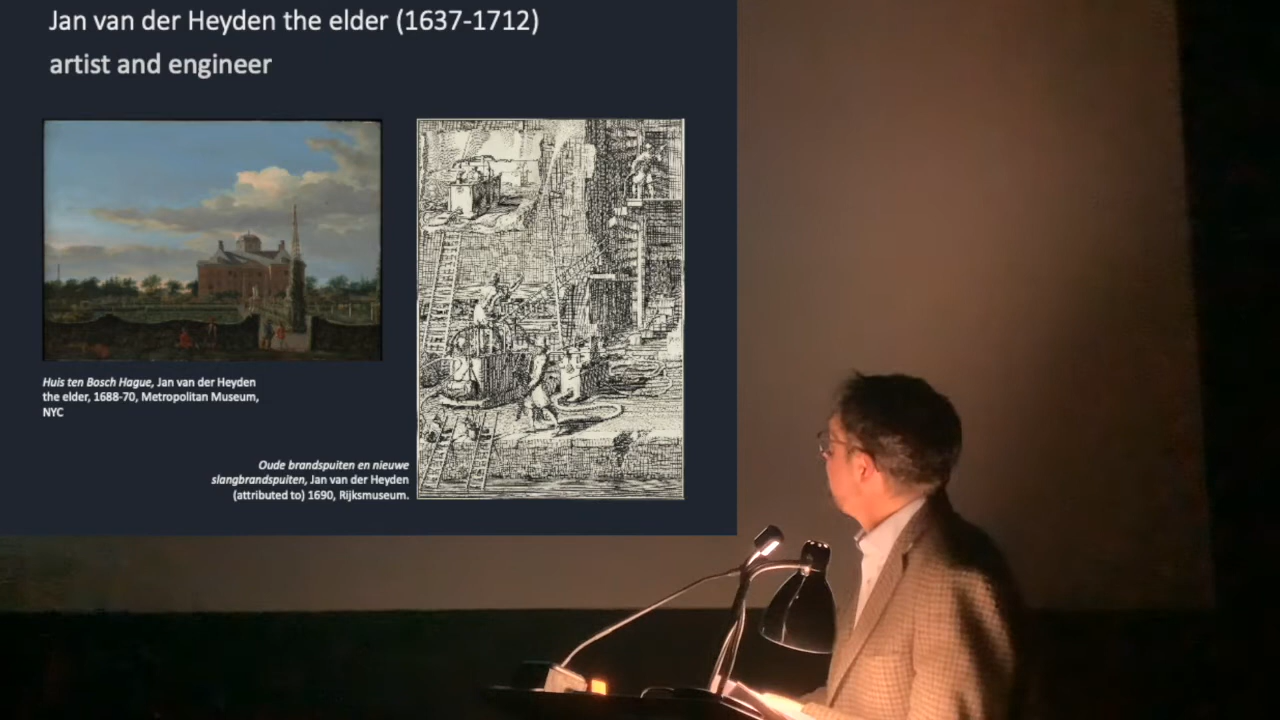 Jan van der Heyden the elder (1637-1712)
artist and engineer
Huis ten Bosch Hague, Jan van der Heyden
the elder, 1688-70, Metropolitan Museum,
NYC
Oude brandspuiten en nieuwe
slangbrandspuiten, Jan van der Heyden
(attributed to) 1690, Rijksmuseum.